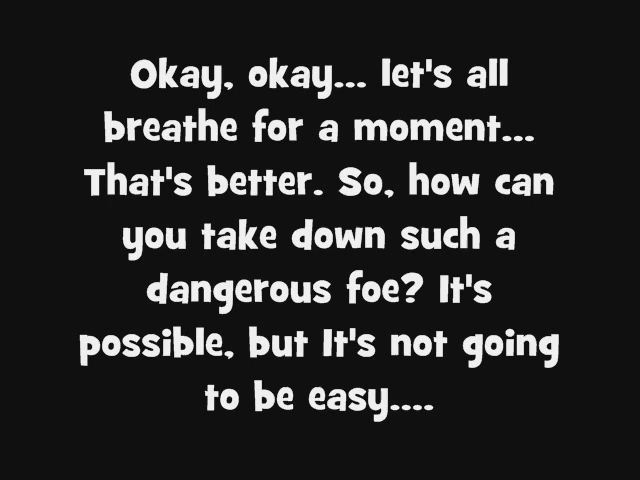 Okay, okay... let's all
breathe for a moment...
That's better. So, how can
you take down such a
dangerous foe? It's
possible, but It's not going
to be easy....